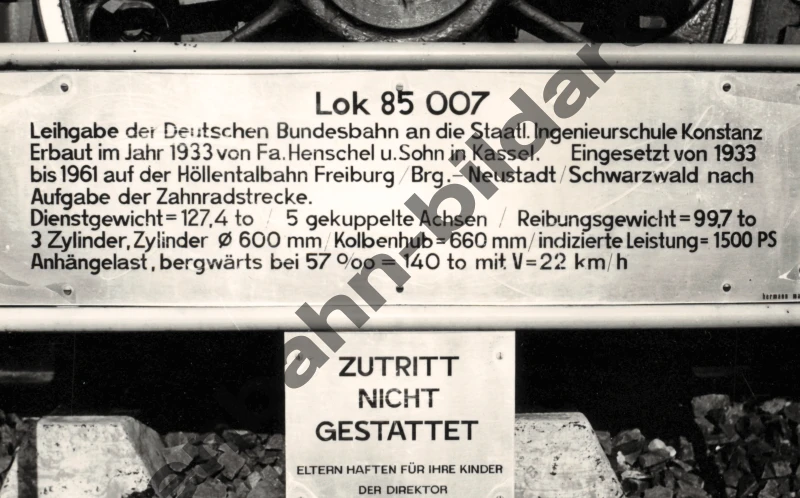 Lok 85 007
Leihgabe der Deutschen Bundesbahn an die Staatl. Ingenieurschule Konstanz
Erbaut im Jahr 1933 von Fa. Henschel u. Sohn in Kassel. Eingesetzt von 1933
bis 1961 auf der Höllentalbahn Freiburg / Brg. – Neustadt / Schwarzwald nach
Aufgabe der Zahnradstrecke.
Dienstgewicht = 127,4 to / 5 gekuppelte Achsen / Reibungsgewicht = 99,7 to
3 Zylinder, Zylinder Ø 600 mm / Kolbenhub = 660 mm / indizierte Leistung = 1500 PS
Anhängelast, bergwärts bei 57 ‰ = 140 to mit V = 22 km/h
hermann
ZUTRITT
NICHT
GESTATTET
ELTERN HAFTEN FÜR IHRE KINDER
DER DIREKTOR